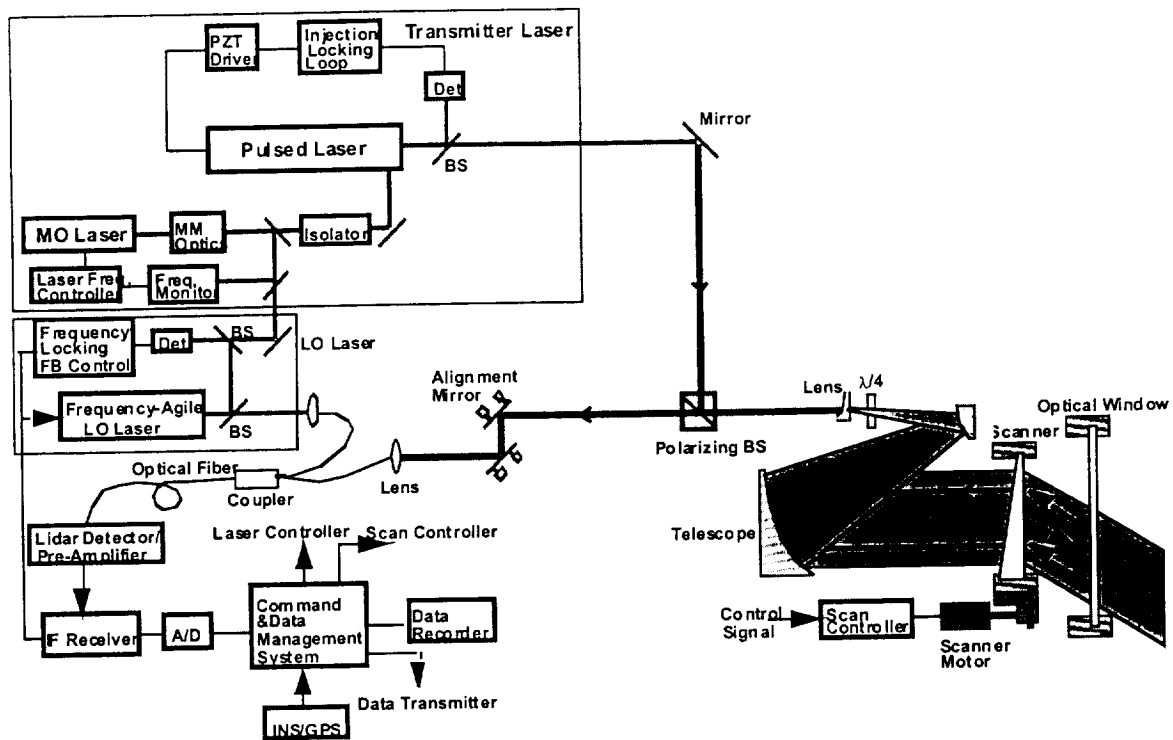 Transmitter Laser
PZT
Driver
Injection
Locking
Loop
Det
Mirror
Pulsed Laser
BS
MO Laser
MM
Optics
Isolator
Laser Freq.
Controller
Freq.
Monitor
Frequency
Locking
FB Control
Det
BS
LO Laser
Frequency-Agile
LO Laser
BS
Alignment
Mirror
Polarizing BS
Lens
λ/4
Optical Window
Scanner
Optical Fiber
Coupler
Lens
Telescope
Lidar Detector/
Pre-Amplifier
Laser Controller
Scan Controller
IF Receiver
A/D
Command
&Data
Management
System
Data
Recorder
Data Transmitter
INS/GPS
Control
Signal
Scan
Controller
Scanner
Motor